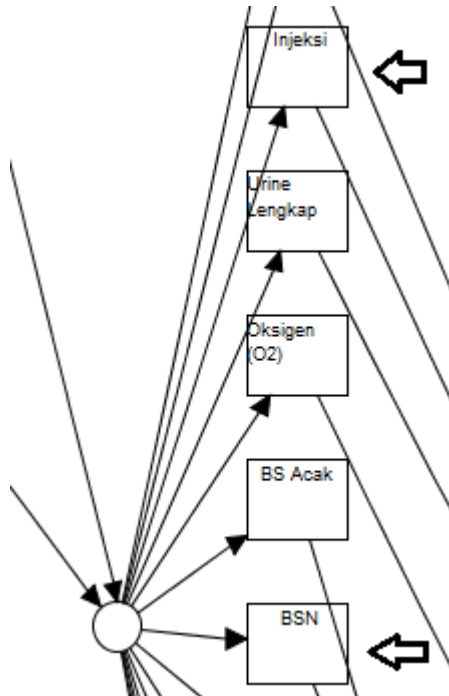 Injeksi
Urine
Lengkap
Oksigen
(O2)
BS Acak
BSN